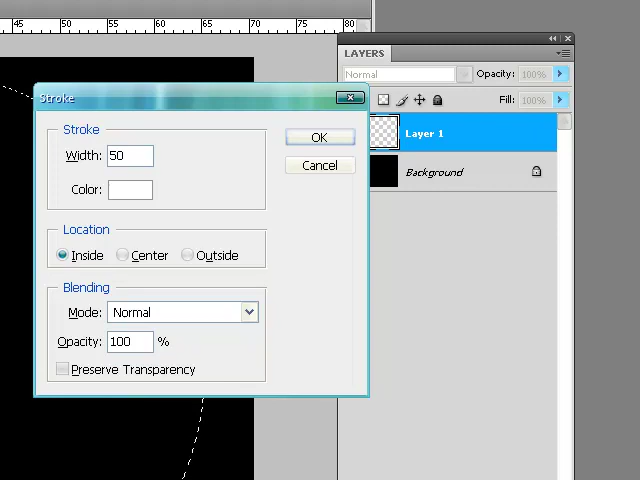 45 50 55 60 65 70 75 80
LAYERS
Normal Opacity: 100%
Fill: 100%
Layer 1
Background
Stroke
Stroke
Width: 50
Color:
OK
Cancel
Location
Inside Center Outside
Blending
Mode: Normal
Opacity: 100 %
Preserve Transparency